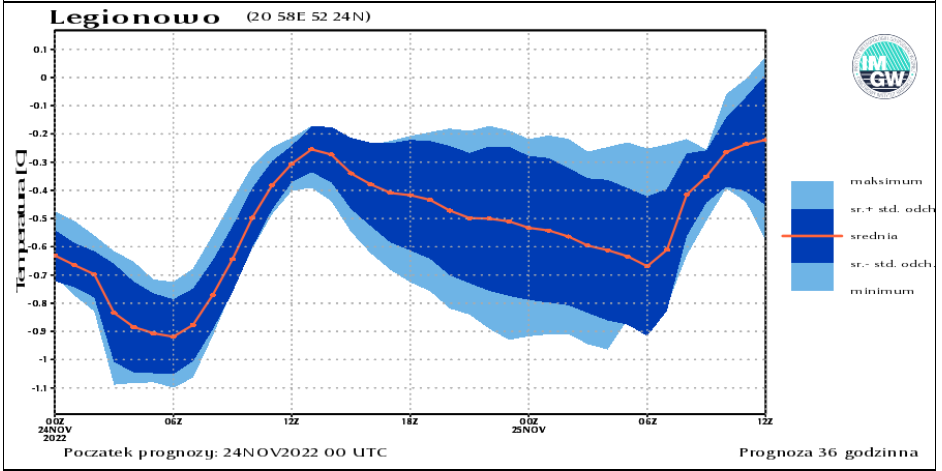 Legionowo (20 58E 52 24N)
IM
GW
Temperatura [C]
0.1
0
-0.1
-0.2
-0.3
-0.4
-0.5
-0.6
-0.7
-0.8
-0.9
-1
-1.1
00Z 06Z 12Z 18Z 00Z 06Z 12Z
24NOV 25NOV
2022
maksimum
sr.+ std. odch.
srednia
sr.- std. odch.
minimum
Poczatek prognozy: 24NOV2022 00 UTC Prognoza 36 godzinna